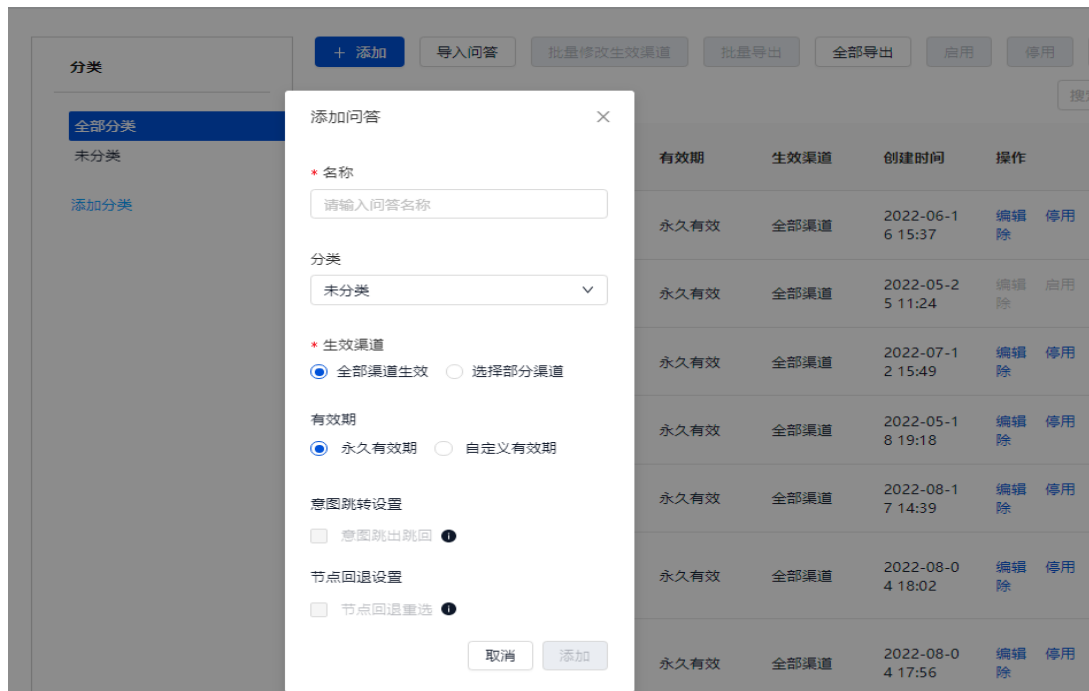 分类
+ 添加 导入问答 批量修改生效渠道 批量导出 全部导出 启用 停用
全部分类
未分类
添加分类
添加问答
* 名称
请输入问答名称
分类
未分类
* 生效渠道
全部渠道生效 选择部分渠道
有效期
永久有效期 自定义有效期
意图跳转设置
意图跳出跳回
节点回退设置
节点回退重选
取消 添加
有效期 生效渠道 创建时间 操作
永久有效 全部渠道 2022-06-1 编辑 停用
6 15:37 除
永久有效 全部渠道 2022-05-2 编辑 启用
5 11:24 除
永久有效 全部渠道 2022-07-1 编辑 停用
2 15:49 除
永久有效 全部渠道 2022-05-1 编辑 停用
8 19:18 除
永久有效 全部渠道 2022-08-1 编辑 停用
7 14:39 除
永久有效 全部渠道 2022-08-0 编辑 停用
4 18:02 除
永久有效 全部渠道 2022-08-0 编辑 停用
4 17:56 除